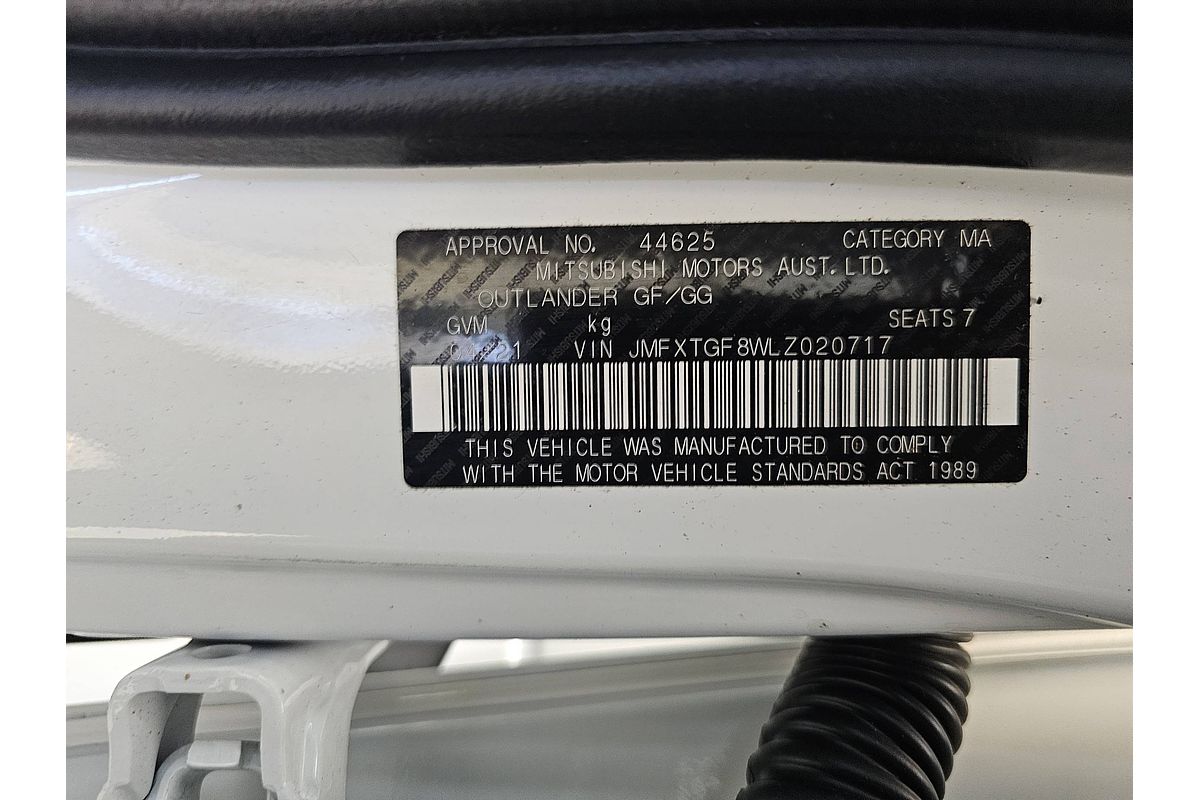 APPROVAL NO. 44625 CATEGORY MA
MITSUBISHI MOTORS AUST. LTD.
OUTLANDER GF/GG
GVM kg SEATS 7
VIN JMFXTGF8WLZ020717
THIS VEHICLE WAS MANUFACTURED TO COMPLY
WITH THE MOTOR VEHICLE STANDARDS ACT 1989